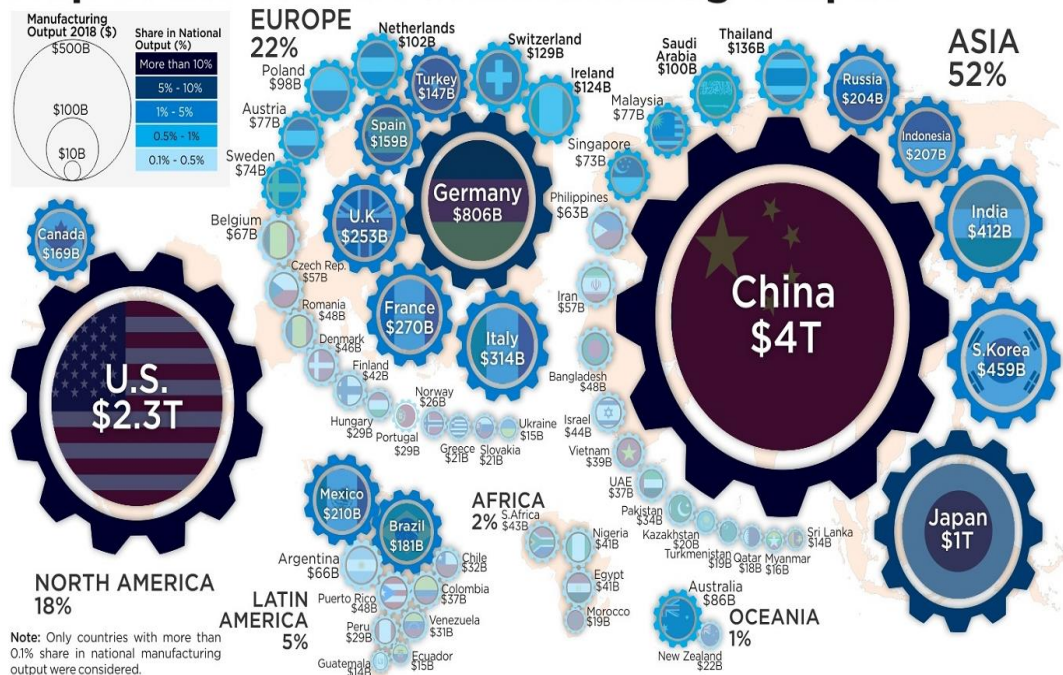 Manufacturing
Output 2018 ($)
$500B
$100B
$10B
Share in National
Output (%)
More than 10%
5% - 10%
1% - 5%
0.5% - 1%
0.1% - 0.5%
EUROPE
22%
Netherlands
$102B
Switzerland
$129B
Ireland
$124B
Turkey
$147B
Poland
$98B
Austria
$77B
Spain
$159B
Sweden
$74B
Germany
$806B
U.K.
$253B
Belgium
$67B
Czech Rep.
$57B
France
$270B
Romania
$48B
Italy
$314B
Denmark
$46B
Finland
$42B
Hungary
$29B
Portugal
$29B
Norway
$26B
Greece
$21B
Slovakia
$21B
Ukraine
$15B
ASIA
52%
Saudi
Arabia
$100B
Thailand
$136B
Russia
$204B
Malaysia
$77B
Indonesia
$207B
Singapore
$73B
Philippines
$63B
India
$412B
China
$4T
Iran
$57B
S.Korea
$459B
Bangladesh
$48B
Israel
$44B
Vietnam
$39B
UAE
$37B
Pakistan
$34B
Kazakhstan
$20B
Turkmenistan
$19B
Qatar
$18B
Myanmar
$16B
Sri Lanka
$14B
Japan
$1T
Canada
$169B
U.S.
$2.3T
NORTH AMERICA
18%
Mexico
$210B
Brazil
$181B
Argentina
$66B
Chile
$32B
Puerto Rico
$48B
Colombia
$37B
LATIN
AMERICA
5%
Peru
$29B
Venezuela
$31B
Guatemala
$14B
Ecuador
$15B
AFRICA
2%
S.Africa
$43B
Nigeria
$41B
Egypt
$41B
Morocco
$19B
Australia
$86B
OCEANIA
1%
New Zealand
$22B
Note: Only countries with more than
0.1% share in national manufacturing
output were considered.